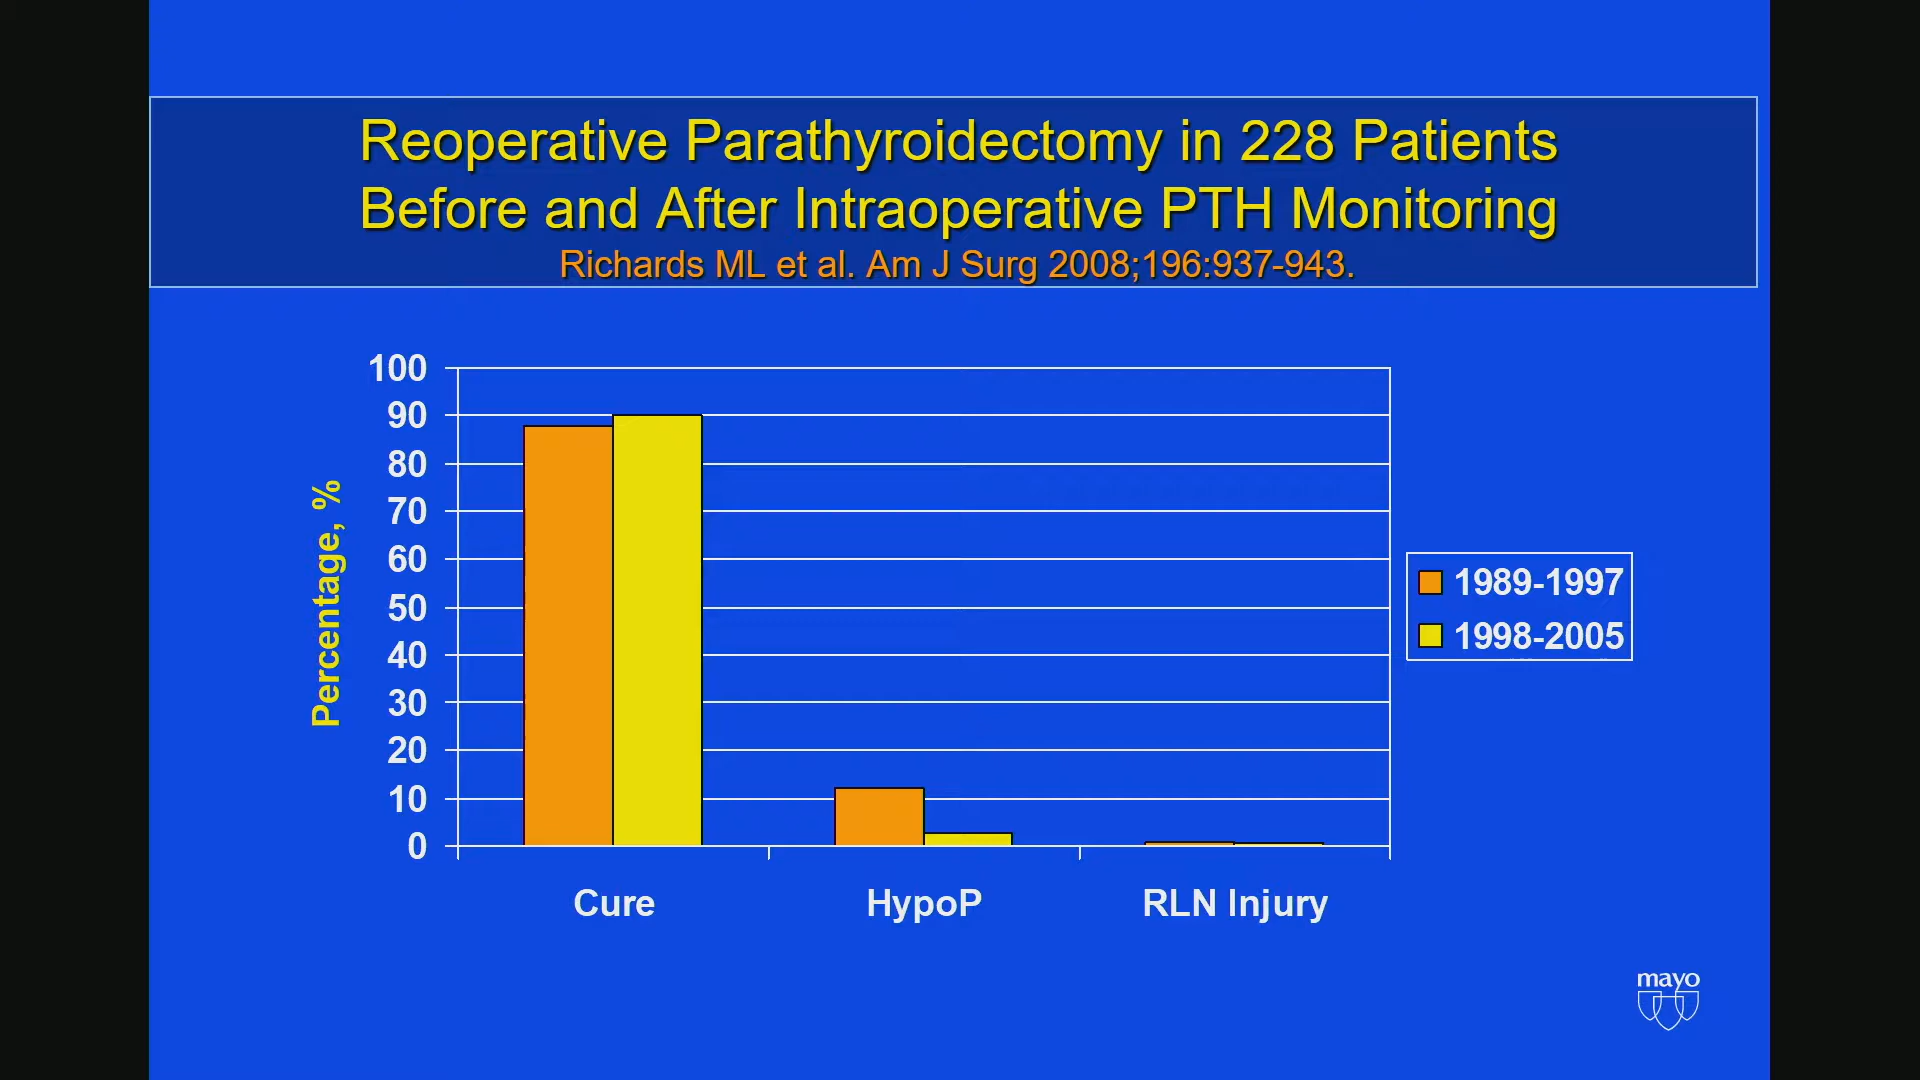 Reoperative Parathyroidectomy in 228 Patients
Before and After Intraoperative PTH Monitoring
Richards ML et al. Am J Surg 2008;196:937-943.
Percentage, %
100
90
80
70
60
50
40
30
20
10
0
Cure
HypoP
RLN Injury
1989-1997
1998-2005
mayo